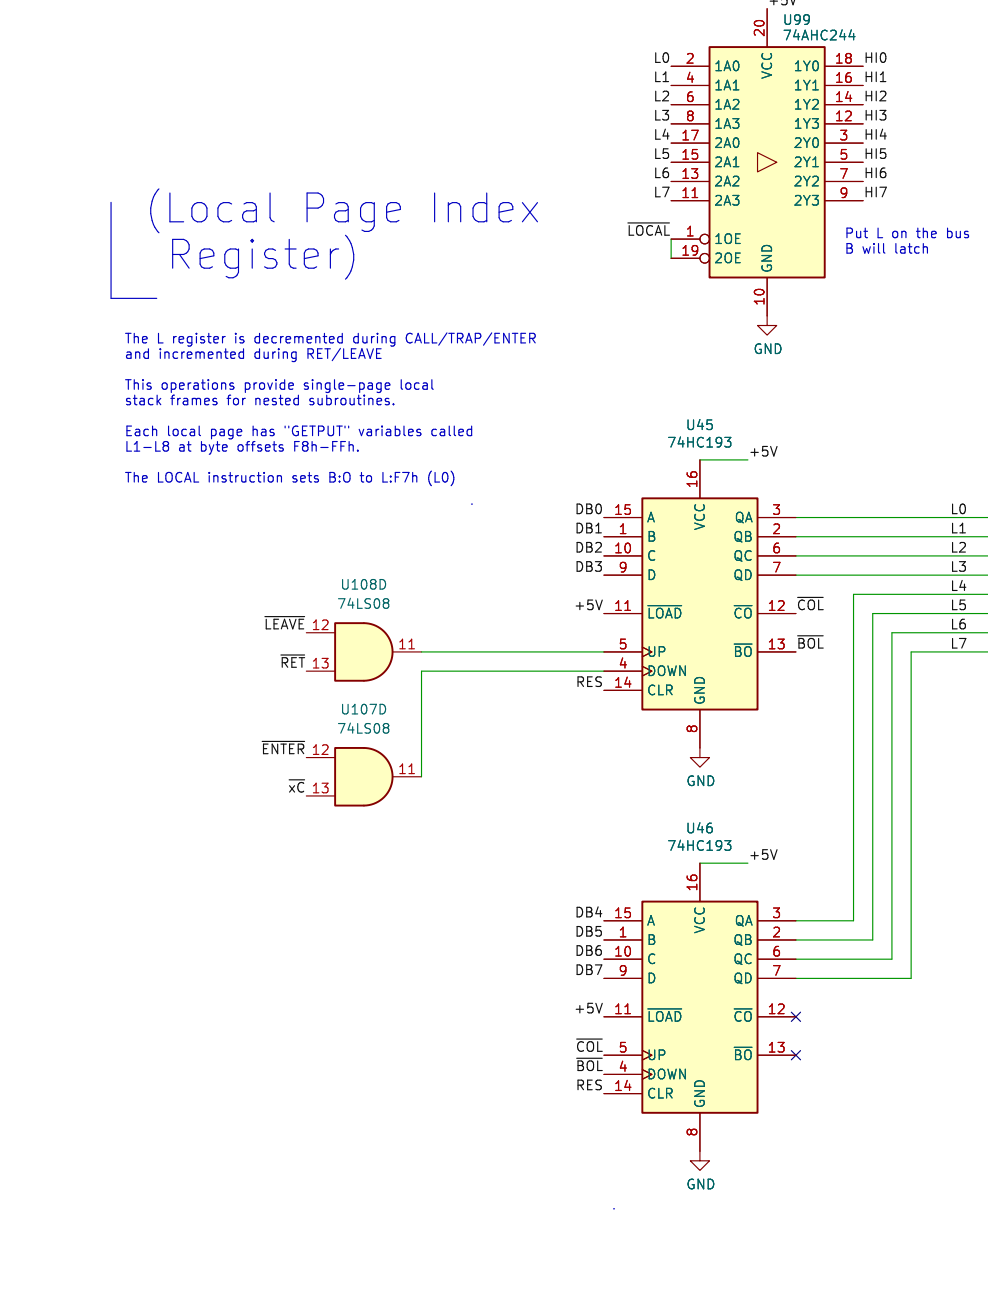 +5V
U99
74AHC244
20
VCC
L0 2 1A0 1Y0 18 HI0
L1 4 1A1 1Y1 16 HI1
L2 6 1A2 1Y2 14 HI2
L3 8 1A3 1Y3 12 HI3
L4 17 2A0 2Y0 3 HI4
L5 15 2A1 2Y1 5 HI5
L6 13 2A2 2Y2 7 HI6
L7 11 2A3 2Y3 9 HI7
LOCAL 1 1OE
19 2OE
GND
10
GND
Put L on the bus
B will latch
(Local Page Index
Register)
The L register is decremented during CALL/TRAP/ENTER
and incremented during RET/LEAVE
This operations provide single-page local
stack frames for nested subroutines.
Each local page has "GETPUT" variables called
L1-L8 at byte offsets F8h-FFh.
The LOCAL instruction sets B:O to L:F7h (L0)
U45
74HC193
+5V
16
VCC
DB0 15 A QA 3 L0
DB1 1 B QB 2 L1
DB2 10 C QC 6 L2
DB3 9 D QD 7 L3
L4
+5V 11 LOAD CO 12 COL
L5
L6
5 UP BO 13 BOL
L7
4 DOWN
RES 14 CLR
GND
8
GND
U108D
74LS08
LEAVE 12
11
RET 13
U107D
74LS08
ENTER 12
11
xC 13
U46
74HC193
+5V
16
VCC
DB4 15 A QA 3
DB5 1 B QB 2
DB6 10 C QC 6
DB7 9 D QD 7
+5V 11 LOAD CO 12
COL 5 UP BO 13
BOL 4 DOWN
RES 14 CLR
GND
8
GND